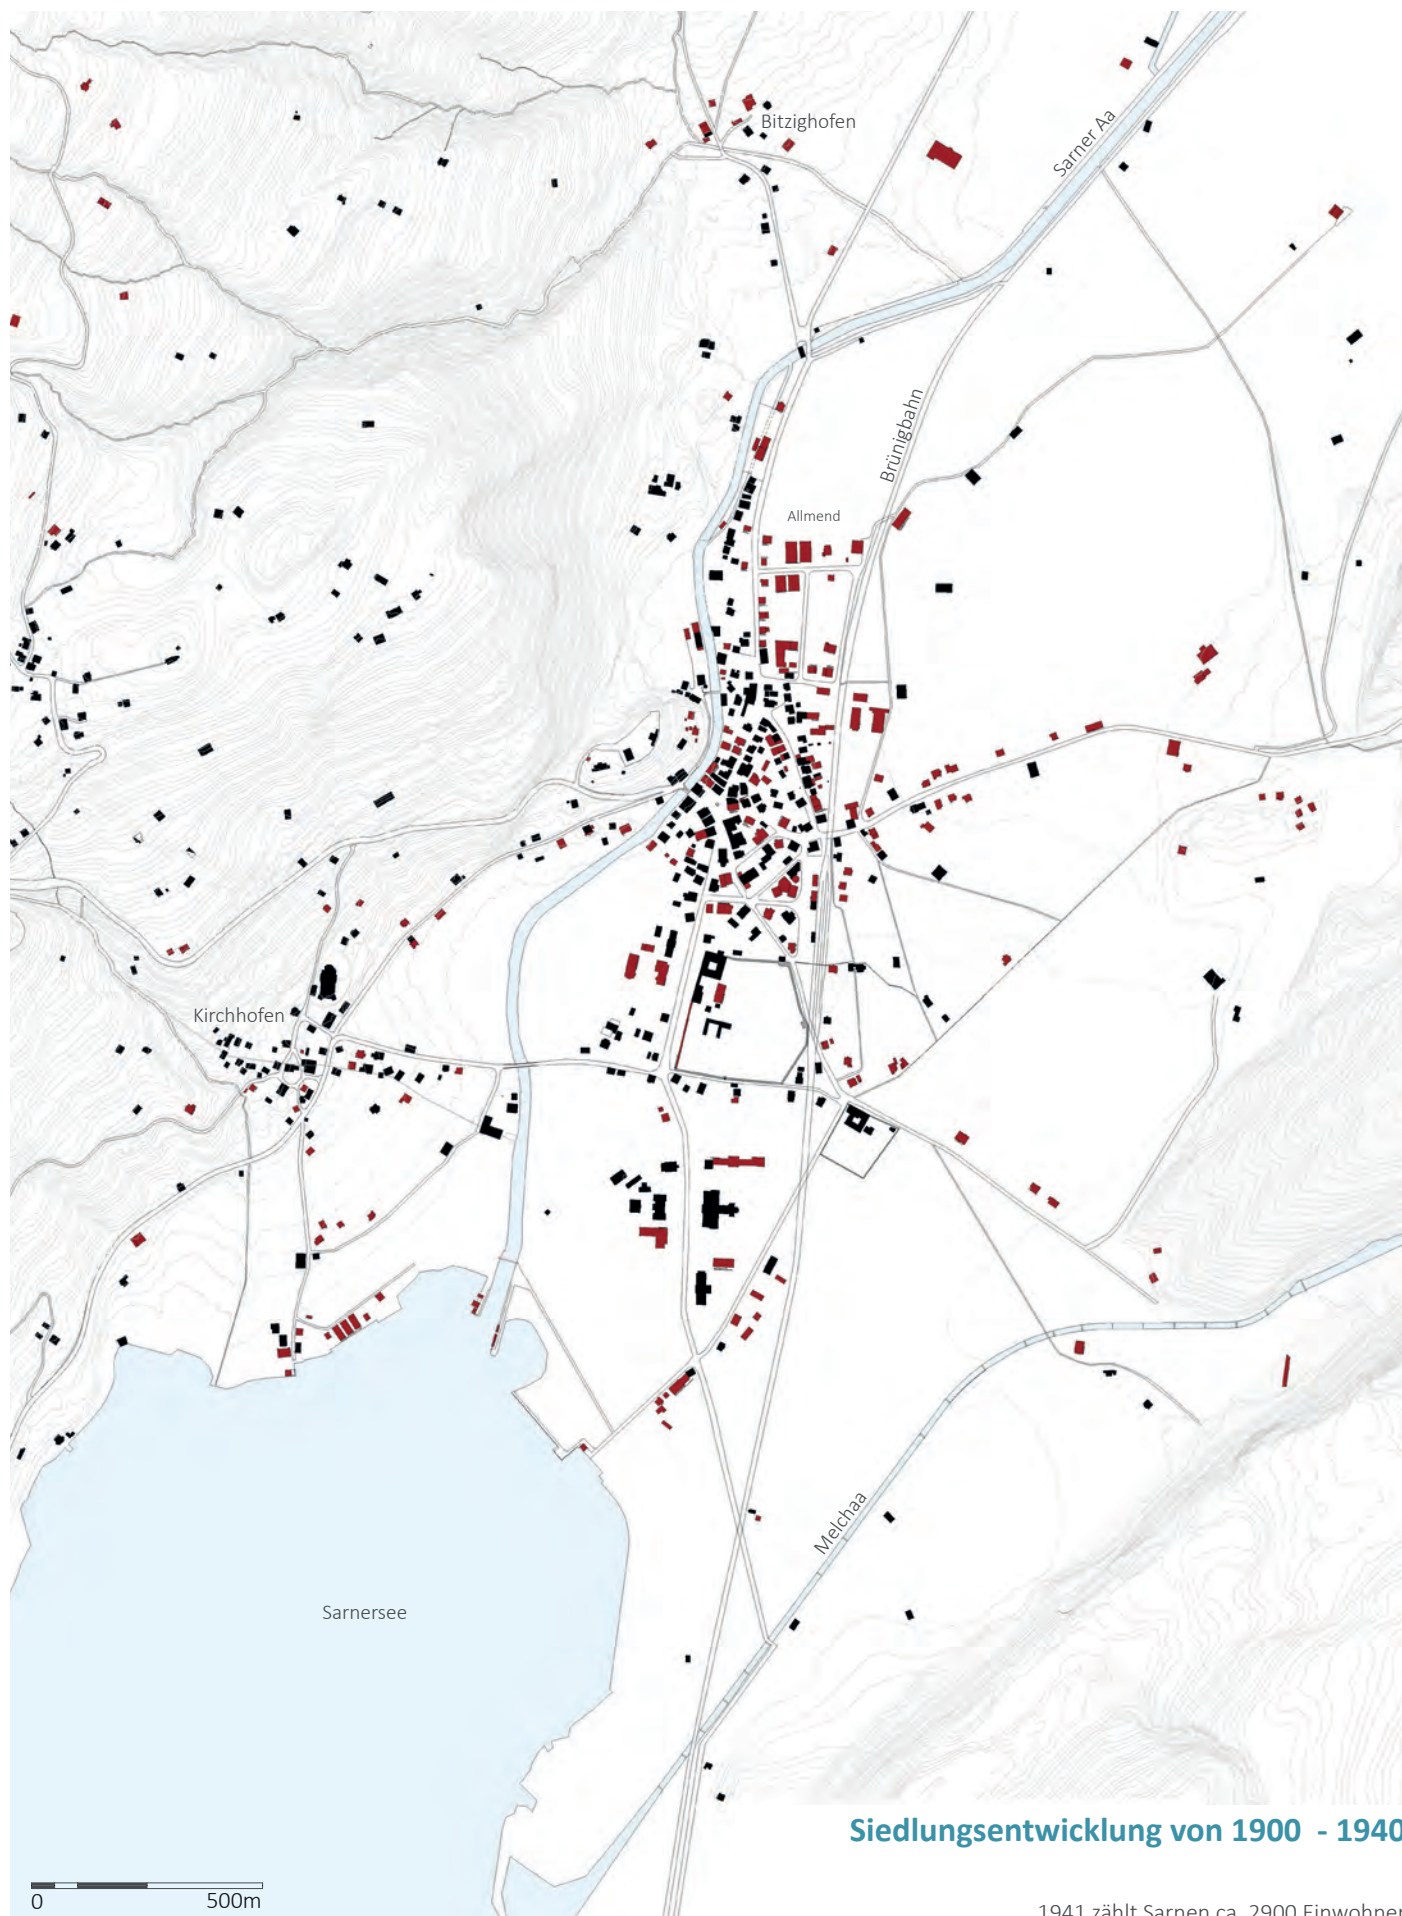 Bitzighofen
Sarner Aa
Brünigbahn
Allmend
Kirchhofen
Melchaa
Sarnersee
Siedlungsentwicklung von 1900 - 1940
0 500m
1941 zählt Sarnen ca. 2900 Einwohner